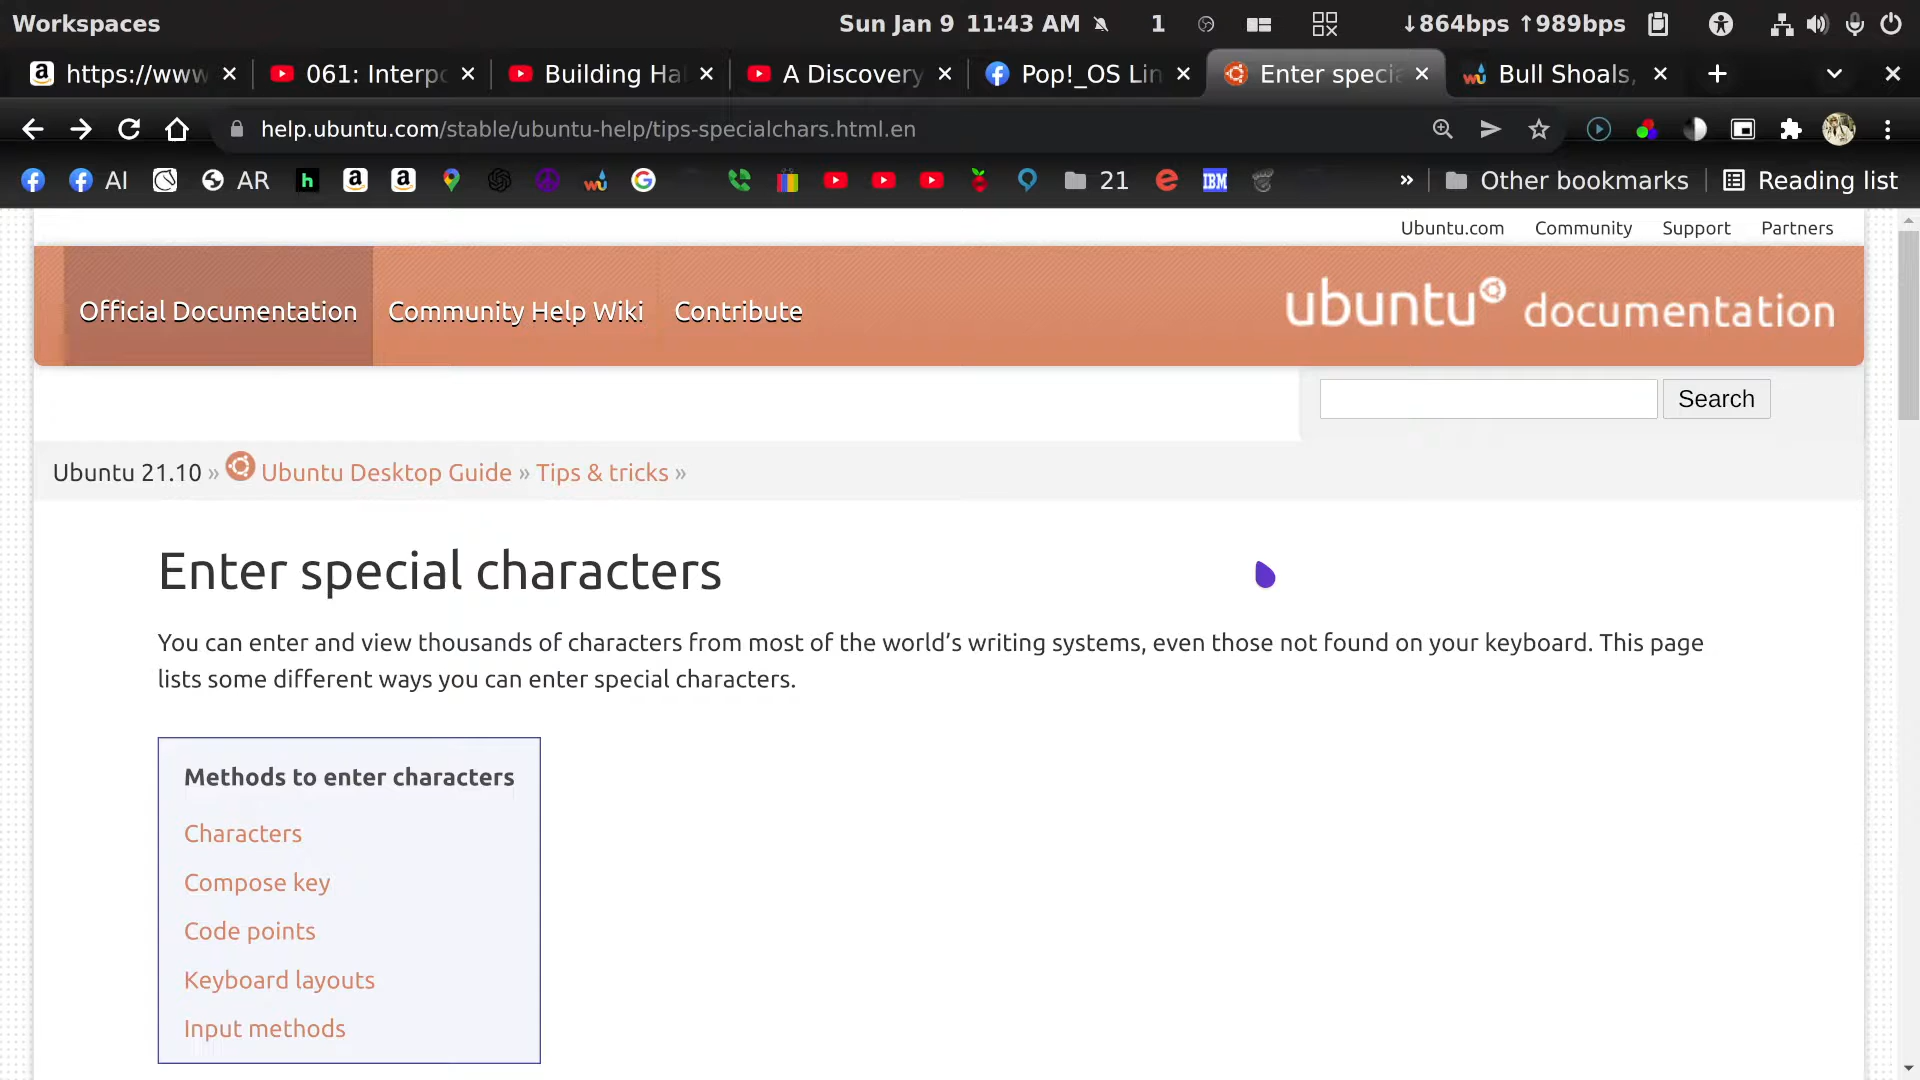 Workspaces
Sun Jan 9 11:43 AM
1
↓864bps ↑989bps
https://www
061: Interpo
Building Ha
A Discovery
Pop!_OS Lin
Enter specia
Bull Shoals,
help.ubuntu.com/stable/ubuntu-help/tips-specialchars.html.en
AI
AR
21
IBM
»
Other bookmarks
Reading list
Ubuntu.com Community Support Partners
Official Documentation Community Help Wiki Contribute
ubuntu documentation
Search
Ubuntu 21.10 » Ubuntu Desktop Guide » Tips & tricks »
Enter special characters
You can enter and view thousands of characters from most of the world’s writing systems, even those not found on your keyboard. This page
lists some different ways you can enter special characters.
Methods to enter characters
Characters
Compose key
Code points
Keyboard layouts
Input methods